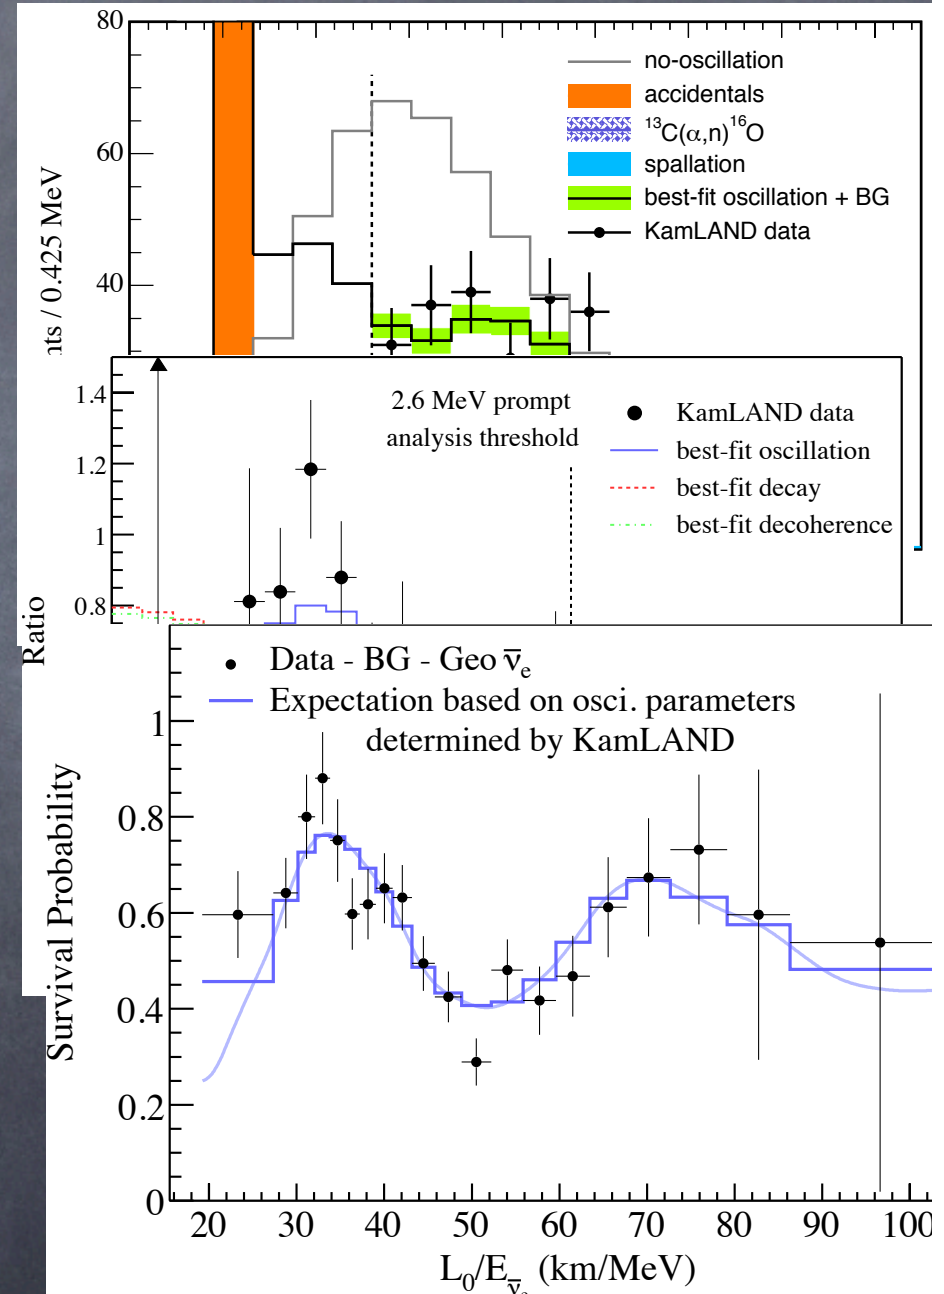 80
60
40
nts / 0.425 MeV
no-oscillation
accidentals
¹³C(α,n)¹⁶O
spallation
best-fit oscillation + BG
KamLAND data
1.4
1.2
1
0.8
Ratio
2.6 MeV prompt
analysis threshold
KamLAND data
best-fit oscillation
best-fit decay
best-fit decoherence
Data - BG - Geo ν̅ₑ
Expectation based on osci. parameters
determined by KamLAND
1
0.8
0.6
0.4
0.2
0
Survival Probability
20 30 40 50 60 70 80 90 100
L₀/E_ν̅ₑ (km/MeV)